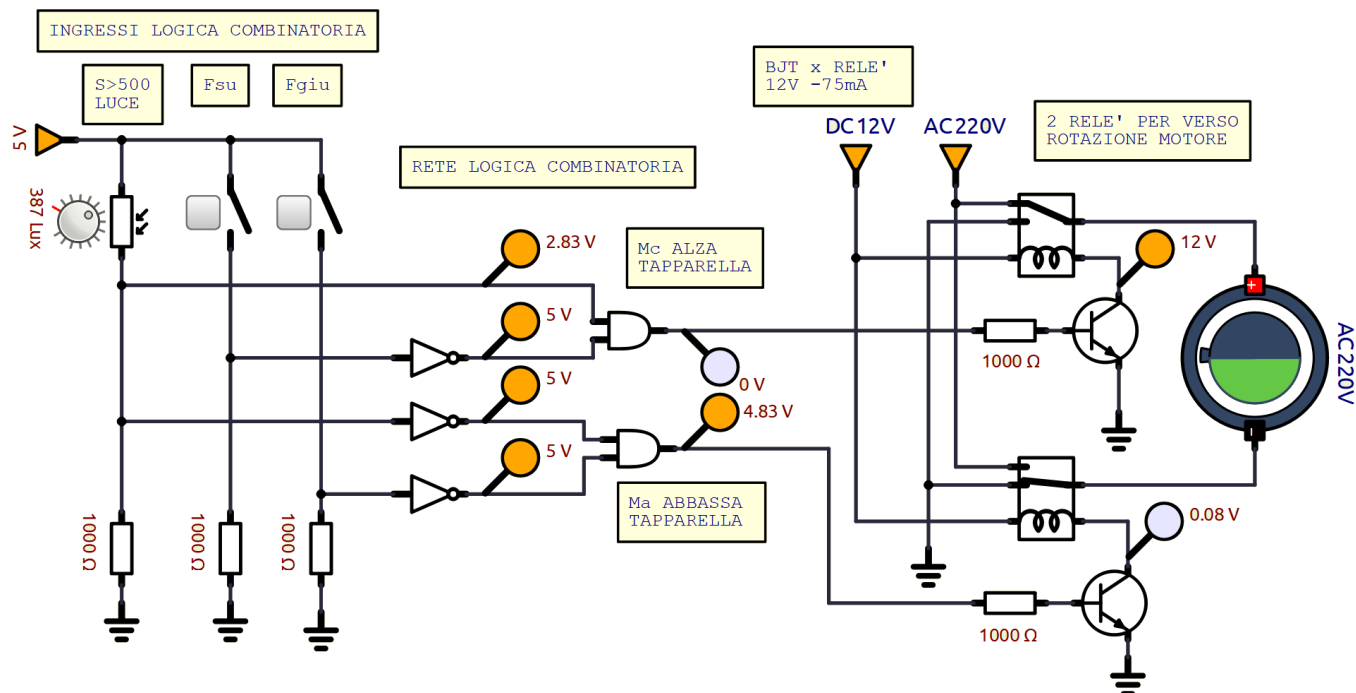 INGRESSI LOGICA COMBINATORIA
S>500
LUCE
Fsu
Fgiu
5 V
387 Lux
RETE LOGICA COMBINATORIA
BJT x RELE'
12V -75mA
DC12V
AC220V
2 RELE' PER VERSO
ROTAZIONE MOTORE
2.83 V
Mc ALZA
TAPPARELLA
12 V
5 V
1000 Ω
0 V
AC220V
5 V
4.83 V
5 V
Ma ABBASSA
TAPPARELLA
0.08 V
1000 Ω
1000 Ω
1000 Ω
1000 Ω
+